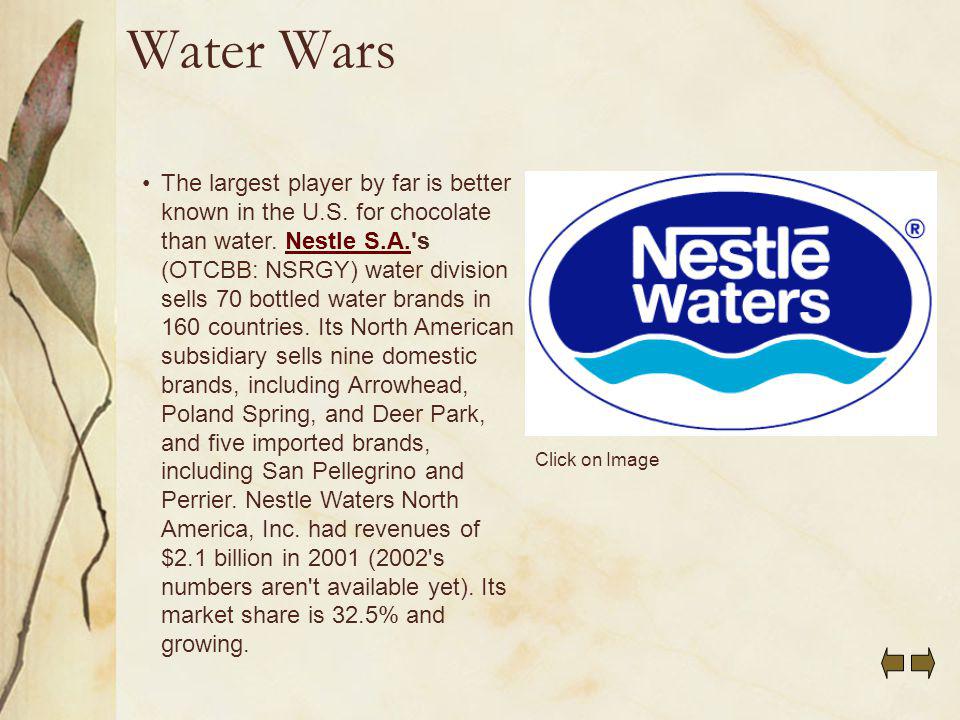 Water Wars
• The largest player by far is better
known in the U.S. for chocolate
than water. Nestle S.A.'s
(OTCBB: NSRGY) water division
sells 70 bottled water brands in
160 countries. Its North American
subsidiary sells nine domestic
brands, including Arrowhead,
Poland Spring, and Deer Park,
and five imported brands,
including San Pellegrino and
Perrier. Nestle Waters North
America, Inc. had revenues of
$2.1 billion in 2001 (2002's
numbers aren't available yet). Its
market share is 32.5% and
growing.
Nestlé
Waters
®
Click on Image